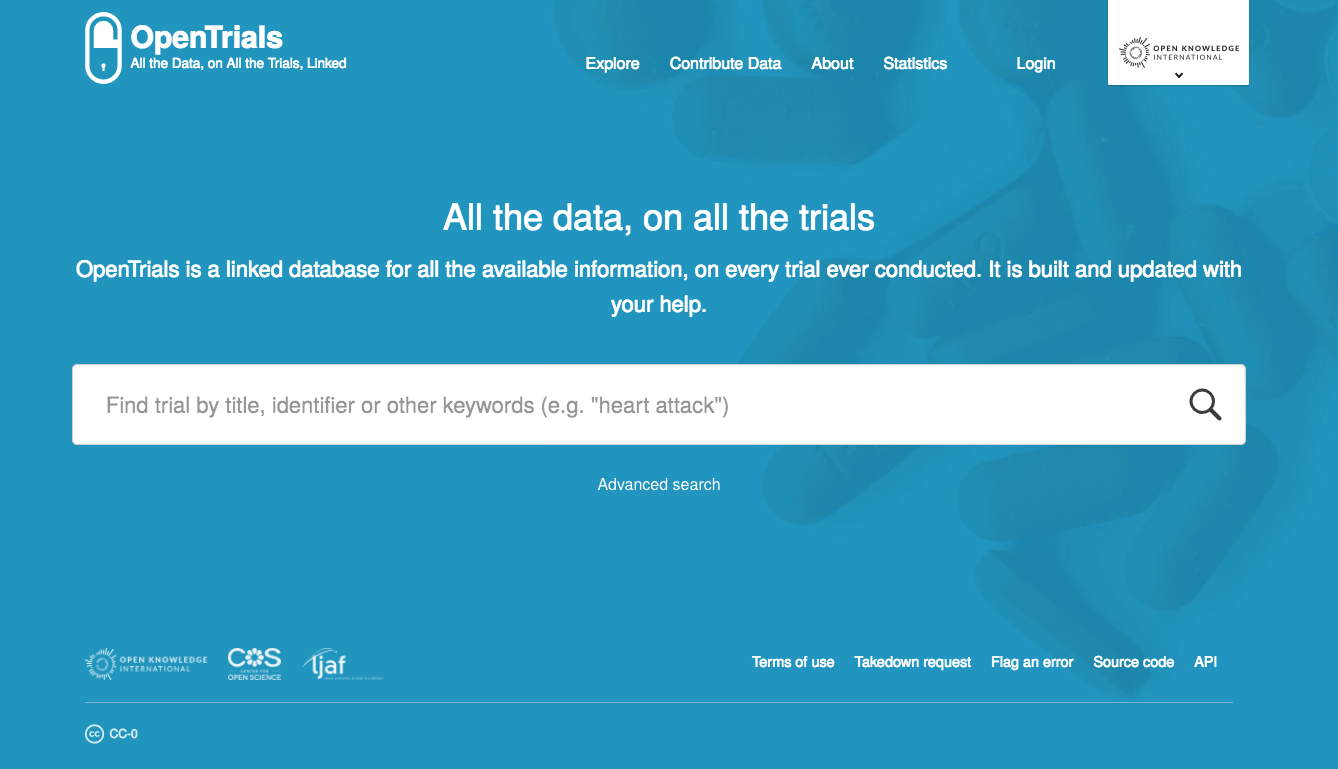 OpenTrials
All the Data, on All the Trials, Linked
Explore Contribute Data About Statistics Login
OPEN KNOWLEDGE
INTERNATIONAL
All the data, on all the trials
OpenTrials is a linked database for all the available information, on every trial ever conducted. It is built and updated with
your help.
Find trial by title, identifier or other keywords (e.g. "heart attack")
Advanced search
OPEN KNOWLEDGE
INTERNATIONAL
COS
CENTER FOR
OPEN SCIENCE
ljaf
Terms of use Takedown request Flag an error Source code API
cc CC-0